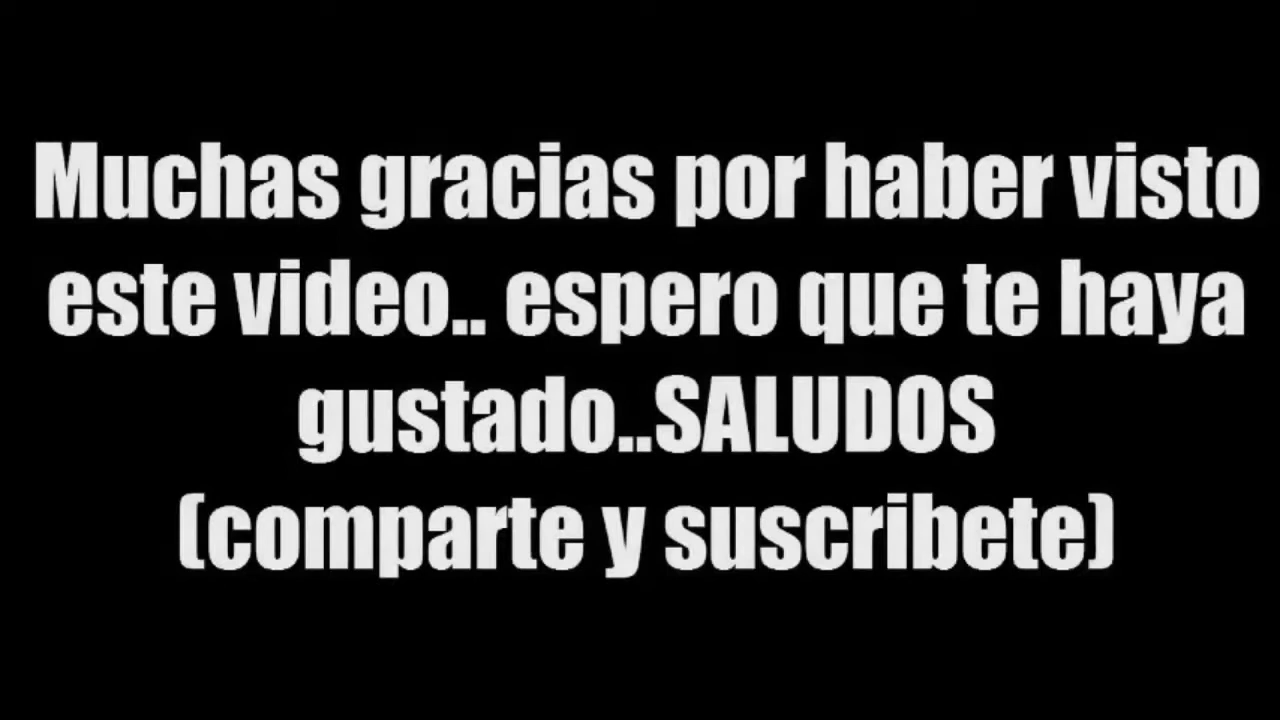 Muchas gracias por haber visto
este video.. espero que te haya
gustado..SALUDOS
(comparte y suscribete)